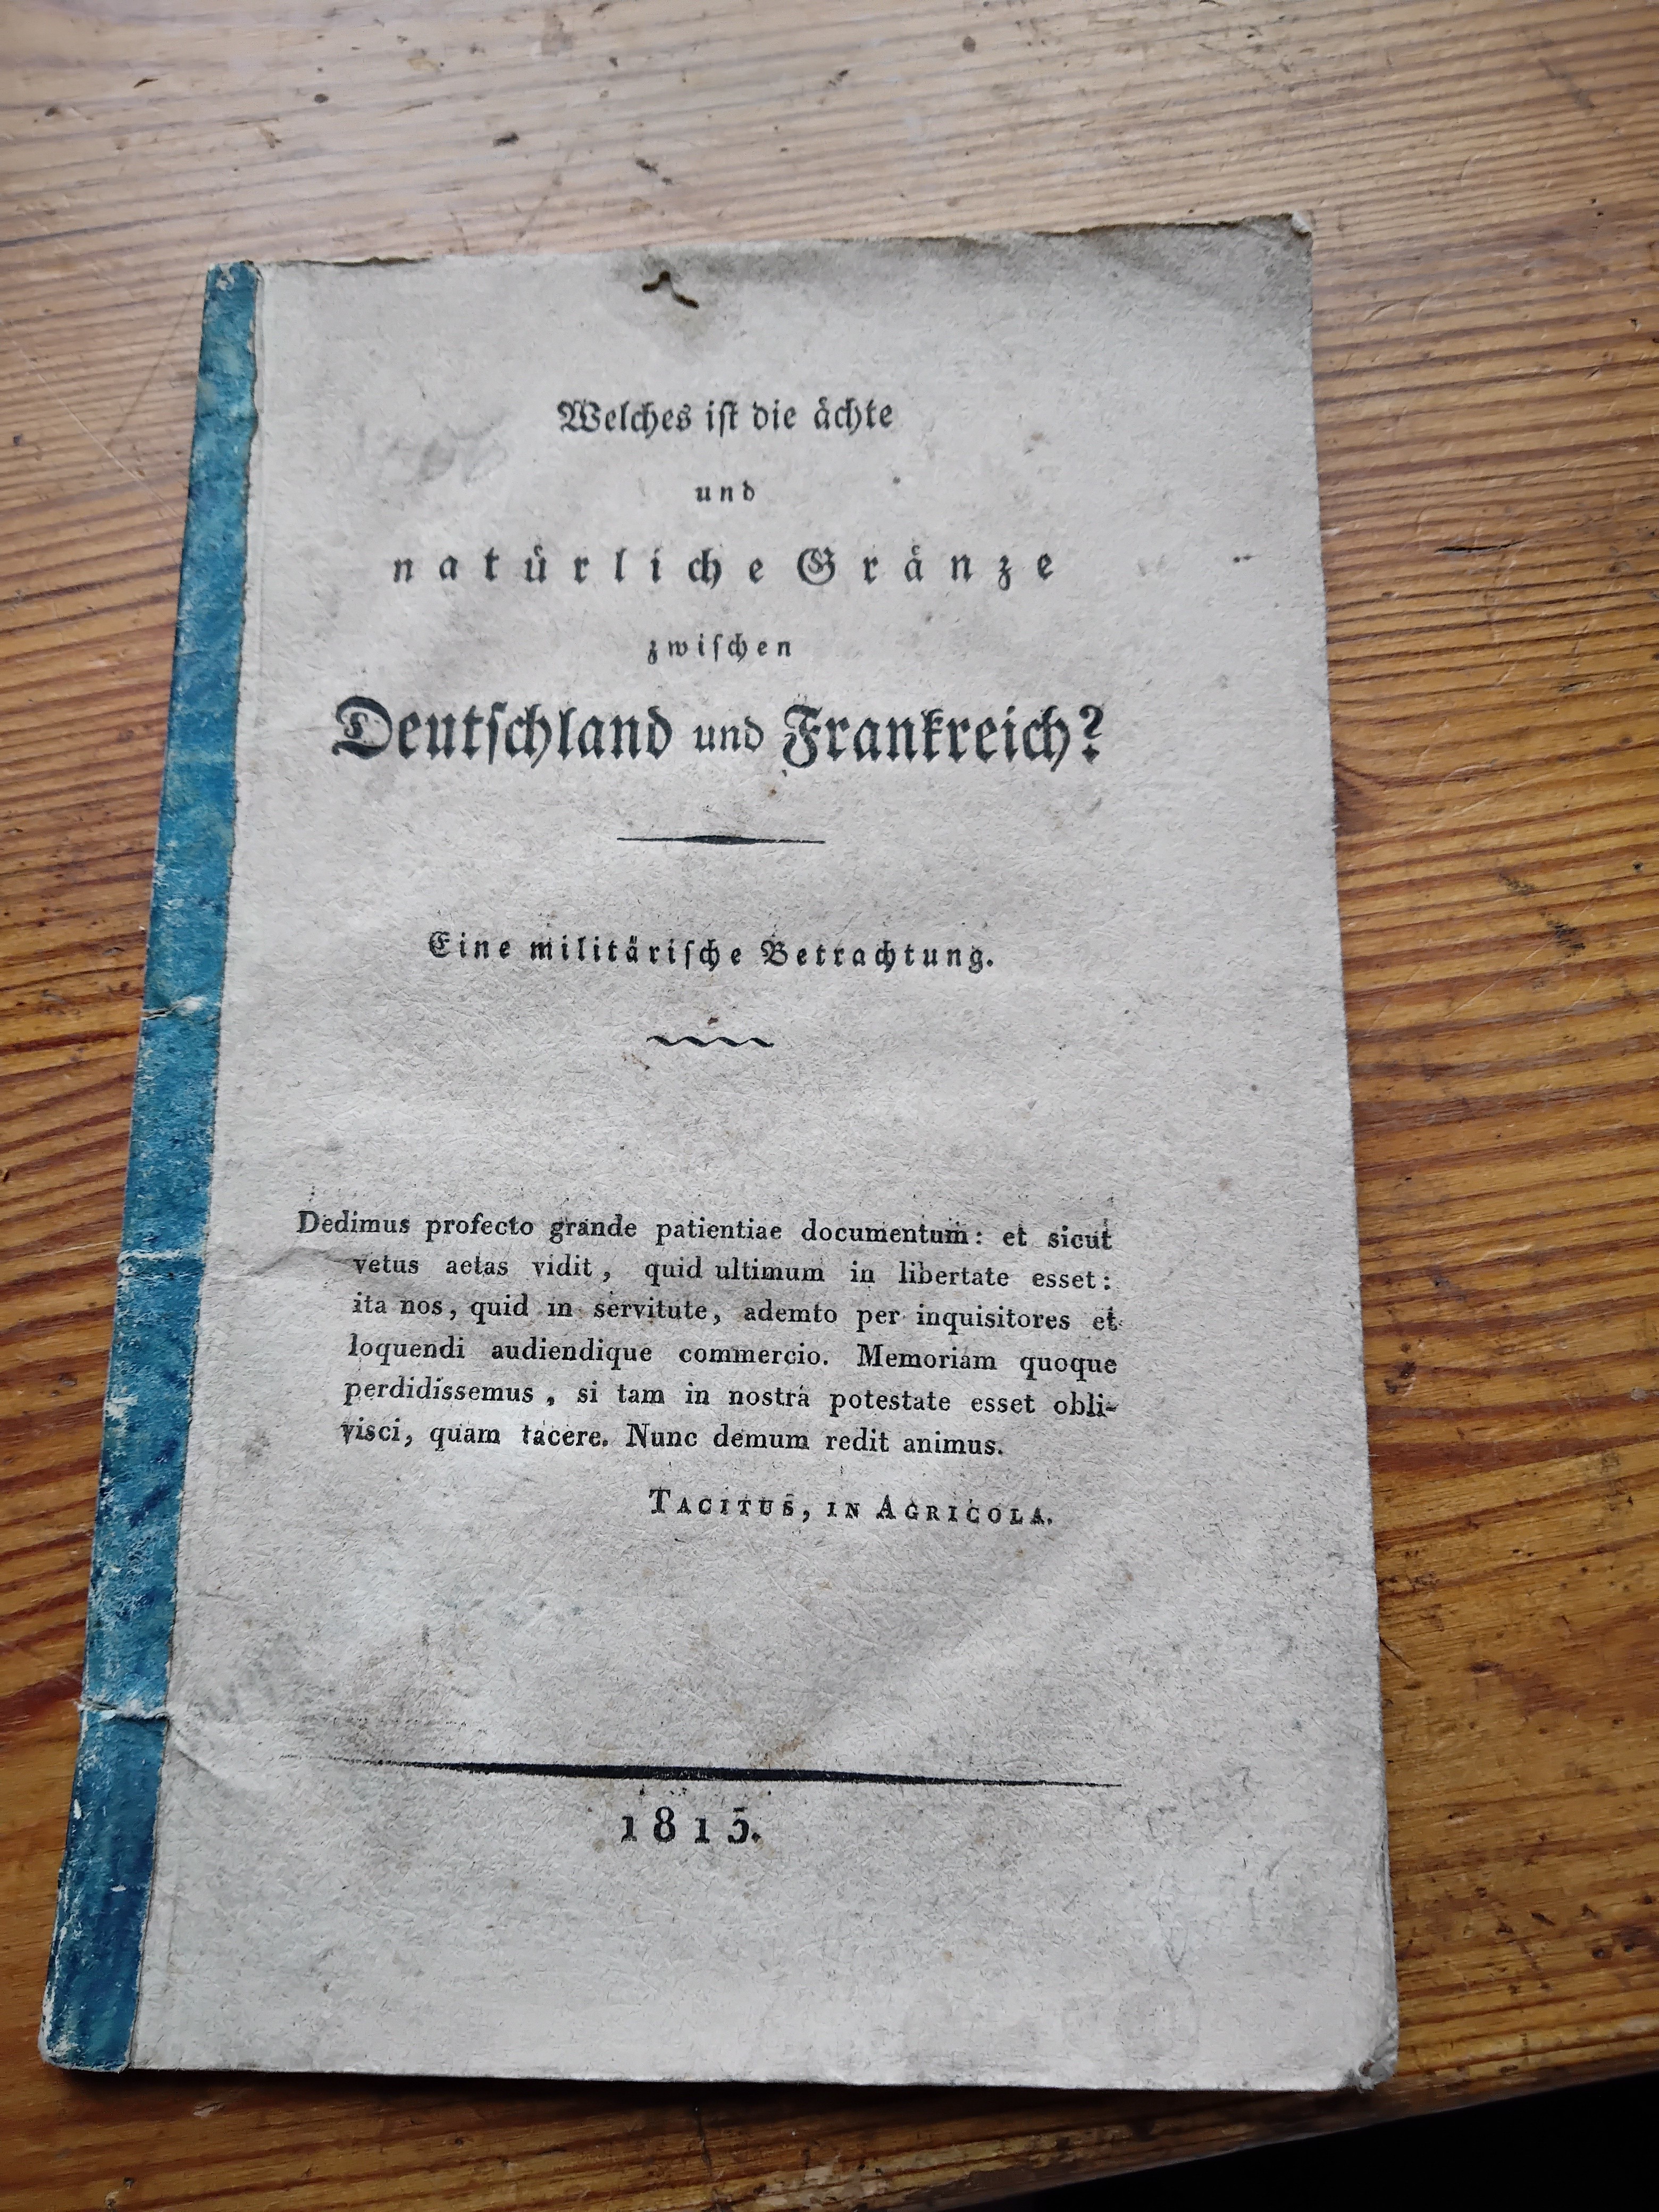 Welches iſt die ächte
und
natürliche Gränze
zwiſchen
Deutſchland und Frankreich?
Eine militäriſche Betrachtung.
Dedimus profecto grande patientiae documentum: et sicut
vetus aetas vidit, quid ultimum in libertate esset:
ita nos, quid in servitute, ademto per inquisitores et
loquendi audiendique commercio. Memoriam quoque
perdidissemus, si tam in nostra potestate esset obli-
visci, quam tacere. Nunc demum redit animus.
TACITUS, IN AGRICOLA.
1815.